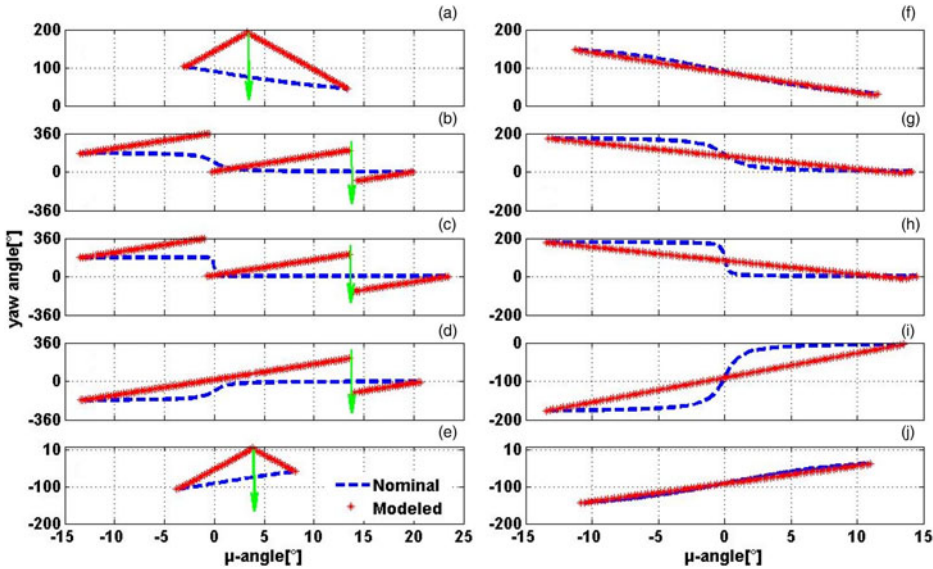 (a)
200
100
0
(b)
360
0
-360
(c)
360
0
-360
(d)
360
0
-360
(e)
10
-100
-200
-15 -10 -5 0 5 10 15 20 25
μ-angle[°]
yaw angle[°]
Nominal
Modeled
(f)
200
100
0
(g)
200
0
-200
(h)
200
0
-200
(i)
0
-100
-200
(j)
10
-100
-200
-15 -10 -5 0 5 10 15
μ-angle[°]